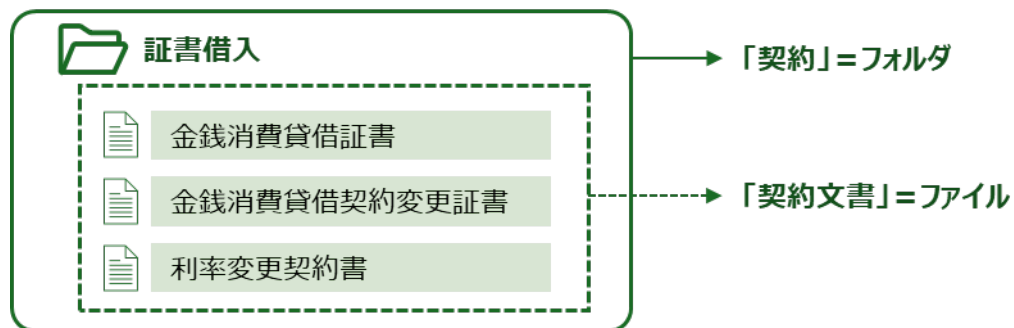 証書借入
「契約」=フォルダ
金銭消費貸借証書
金銭消費貸借契約変更証書
「契約文書」=ファイル
利率変更契約書